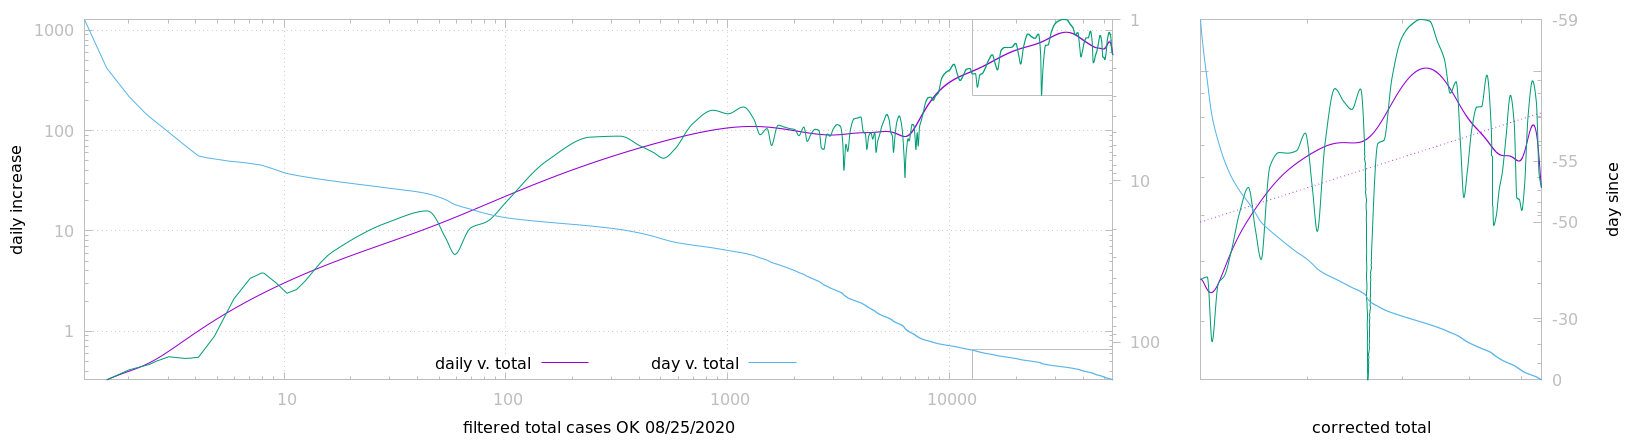 1000
100
10
1
daily increase
daily v. total
day v. total
10
100
1000
10000
filtered total cases OK 08/25/2020
1
10
100
-59
-55
-50
-30
0
day since
corrected total